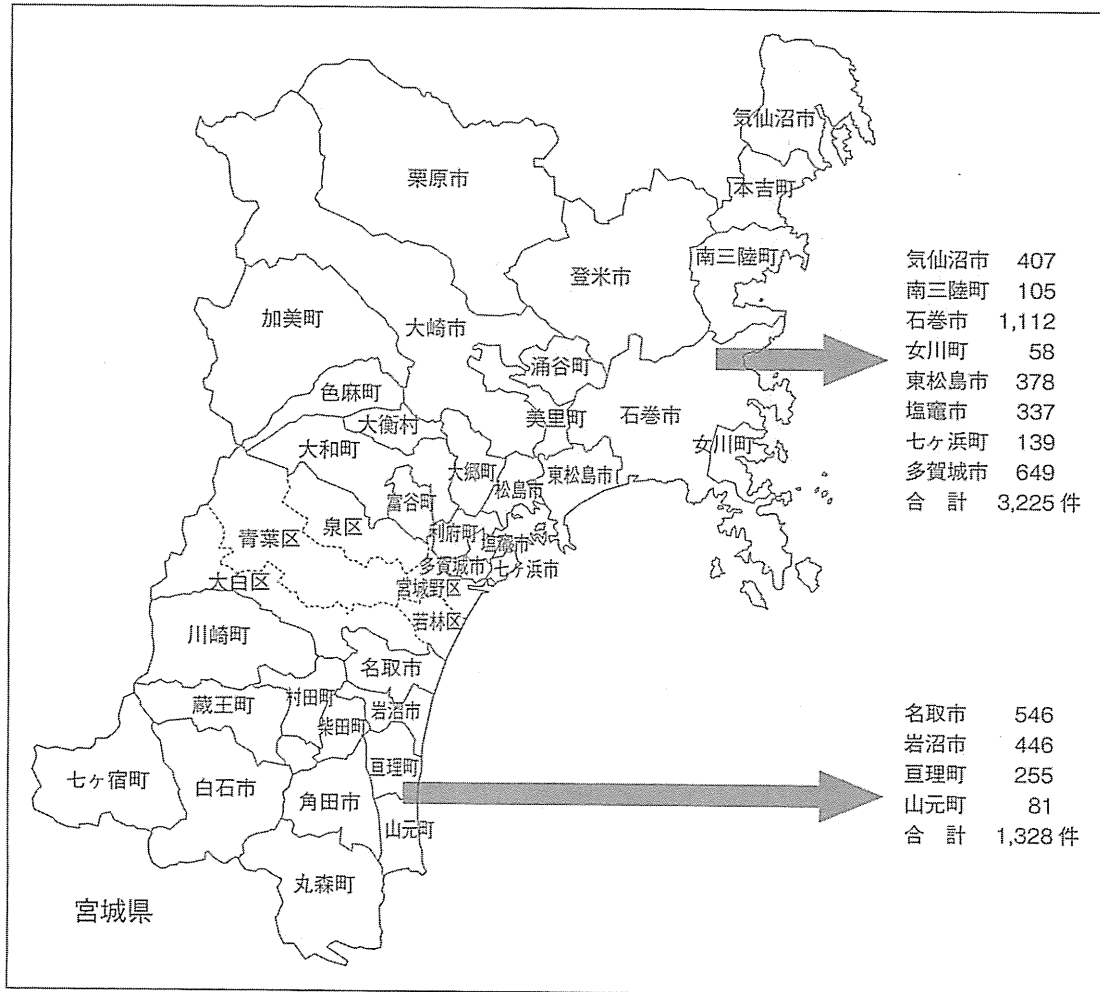 気仙沼市
本吉町
栗原市
南三陸町
登米市
加美町
大崎市
涌谷町
色麻町
美里町
石巻市
大衡村
大和町
女川町
大郷町
東松島市
松島市
富谷町
泉区
利府町
塩竈市
青葉区
多賀城市
七ヶ浜市
太白区
宮城野区
若林区
川崎町
名取市
村田町
蔵王町
岩沼市
柴田町
亘理町
七ヶ宿町
白石市
角田市
山元町
丸森町
宮城県
気仙沼市 407
南三陸町 105
石巻市 1,112
女川町 58
東松島市 378
塩竈市 337
七ヶ浜町 139
多賀城市 649
合 計 3,225 件
名取市 546
岩沼市 446
亘理町 255
山元町 81
合 計 1,328 件